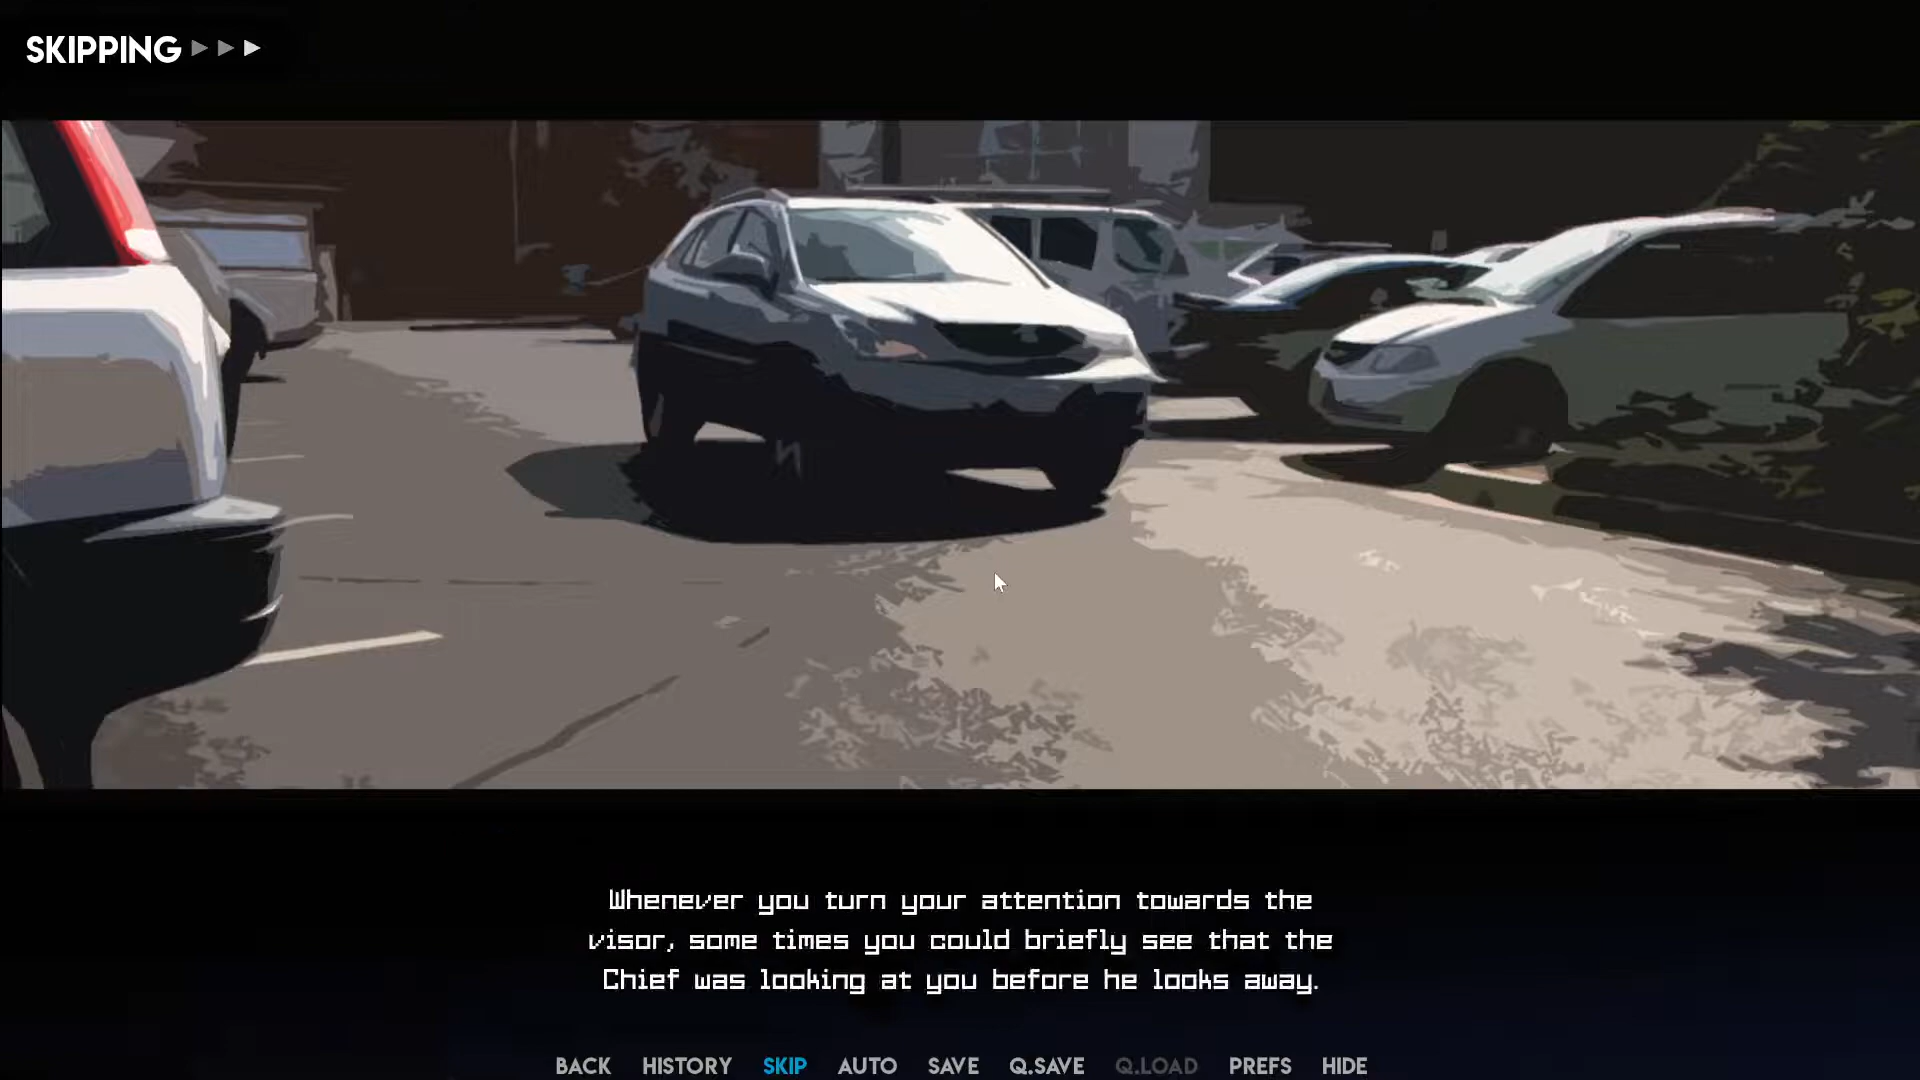 SKIPPING
Whenever you turn your attention towards the
visor, some times you could briefly see that the
Chief was looking at you before he looks away.
BACK HISTORY SKIP AUTO SAVE Q.SAVE Q.LOAD PREFS HIDE